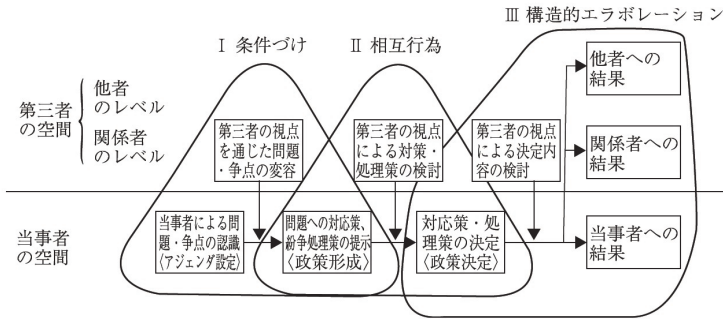 Ⅲ 構造的エラボレーション
Ⅰ 条件づけ
Ⅱ 相互行為
第三者
の空間
他者
のレベル
関係者
のレベル
第三者の視点
を通じた問題
・争点の変容
第三者の視点
による対策・
処理策の検討
第三者の視点
による決定内
容の検討
他者への
結果
関係者への
結果
当事者
の空間
当事者による問
題・争点の認識
〈アジェンダ設定〉
問題への対応策、
紛争処理策の提示
〈政策形成〉
対応策・処
理策の決定
〈政策決定〉
当事者への
結果